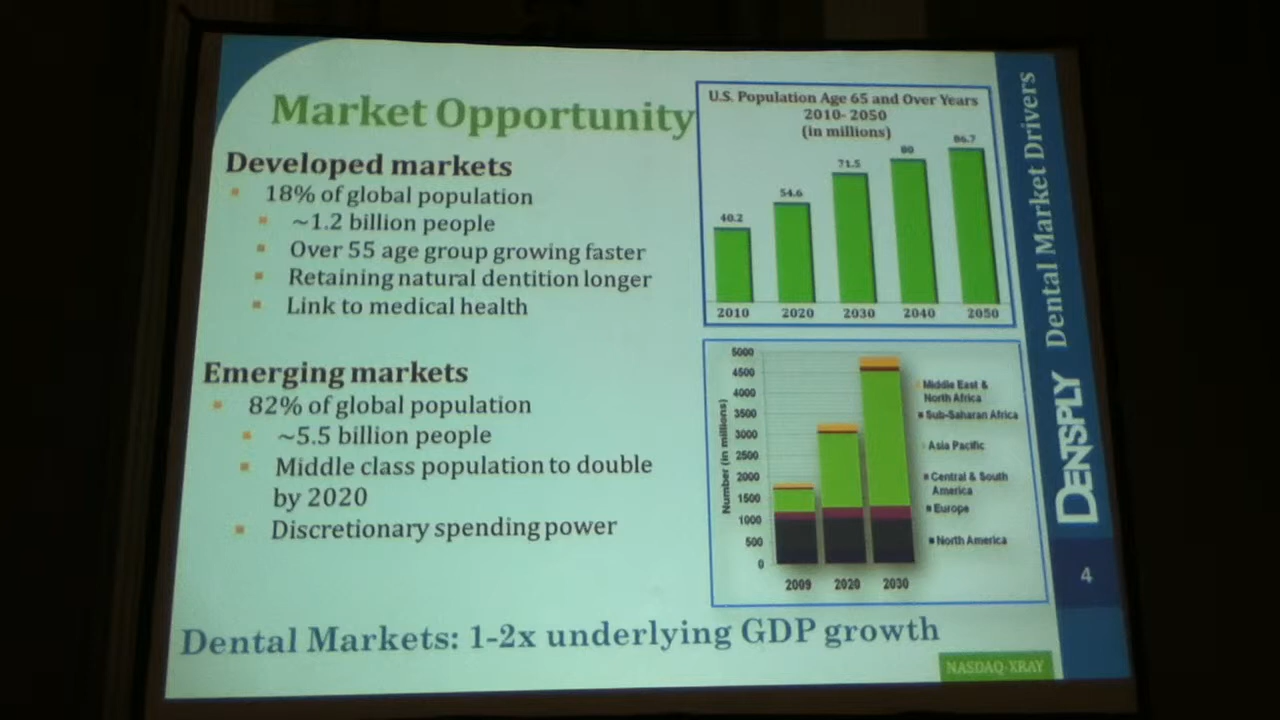 Market Opportunity
Developed markets
18% of global population
~1.2 billion people
Over 55 age group growing faster
Retaining natural dentition longer
Link to medical health
Emerging markets
82% of global population
~5.5 billion people
Middle class population to double
by 2020
Discretionary spending power
Dental Markets: 1-2x underlying GDP growth
U.S. Population Age 65 and Over Years
2010-2050
(in millions)
40.2
54.6
71.5
80
86.7
2010 2020 2030 2040 2050
Number (in millions)
5000
4500
4000
3500
3000
2500
2000
1500
1000
500
0
2009 2020 2030
Middle East &
North Africa
Sub-Saharan Africa
Asia Pacific
Central & South
America
Europe
North America
Dental Market Drivers
DENTSPLY
4
NASDAQ-XRAY